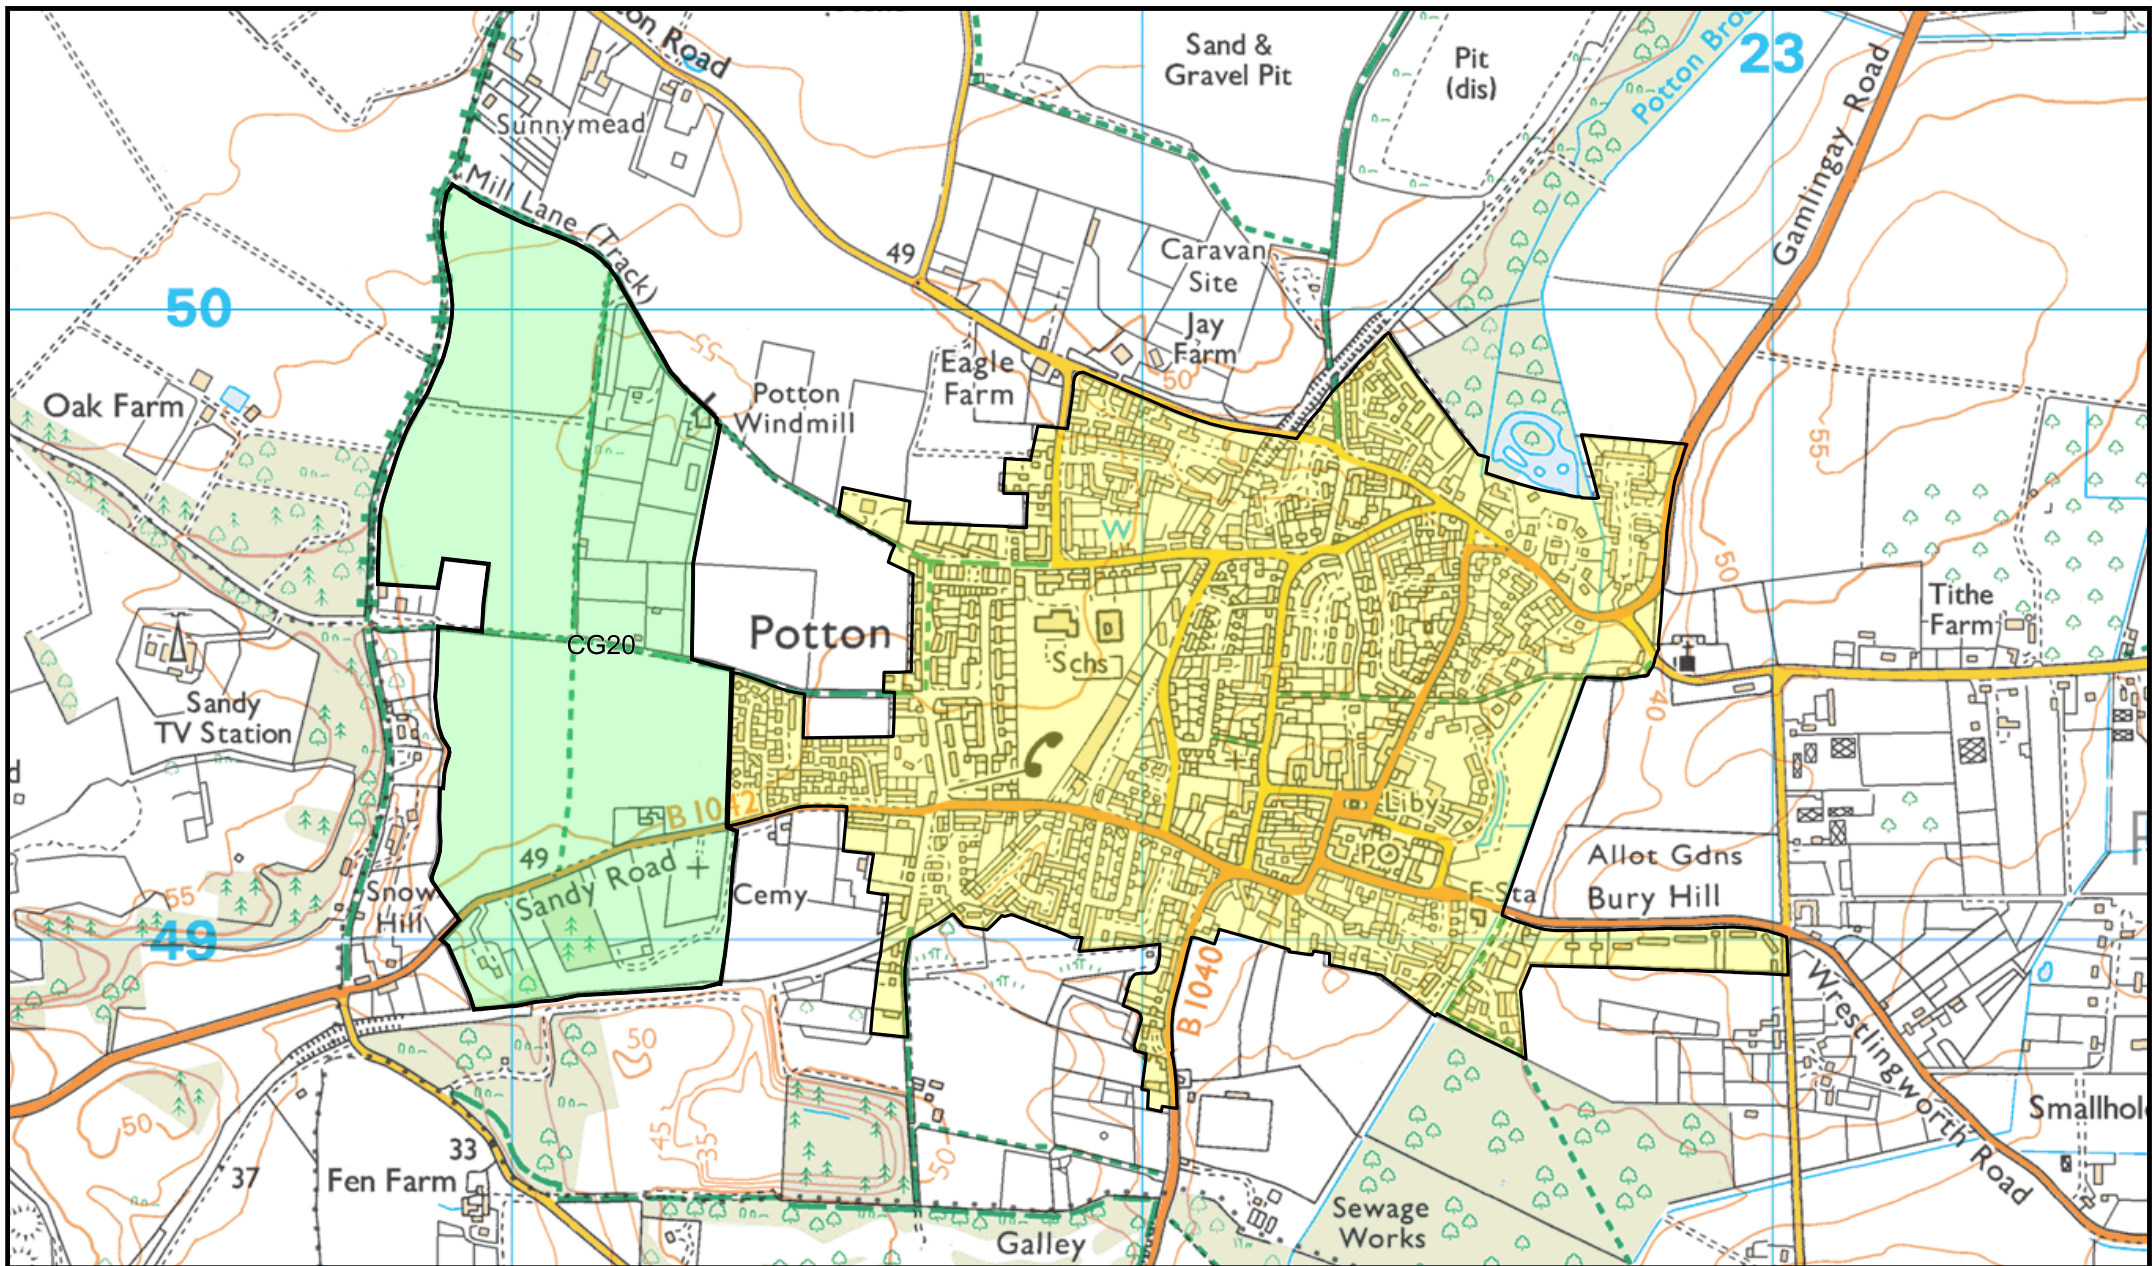 ton Road
Sunnymead
Mill Lane (Track)
Sand &
Gravel Pit
Pit
(dis)
Potton Broo
23
Gamlingay Road
49
Caravan
Site
50
Jay
Farm
50
Eagle
Farm
55
Potton
Windmill
Oak Farm
W
55
50
Tithe
Farm
Potton
CG20
Schs
Sandy
TV Station
40
B 1042
Liby
49
Sandy Road
PO
Allot Gdns
Bury Hill
F Sta
Cemy
Snow
Hill
55
49
B 1040
Wrestlingworth Road
50
50
45
35
50
33
37
Fen Farm
Smallhol
Sewage
Works
Galley